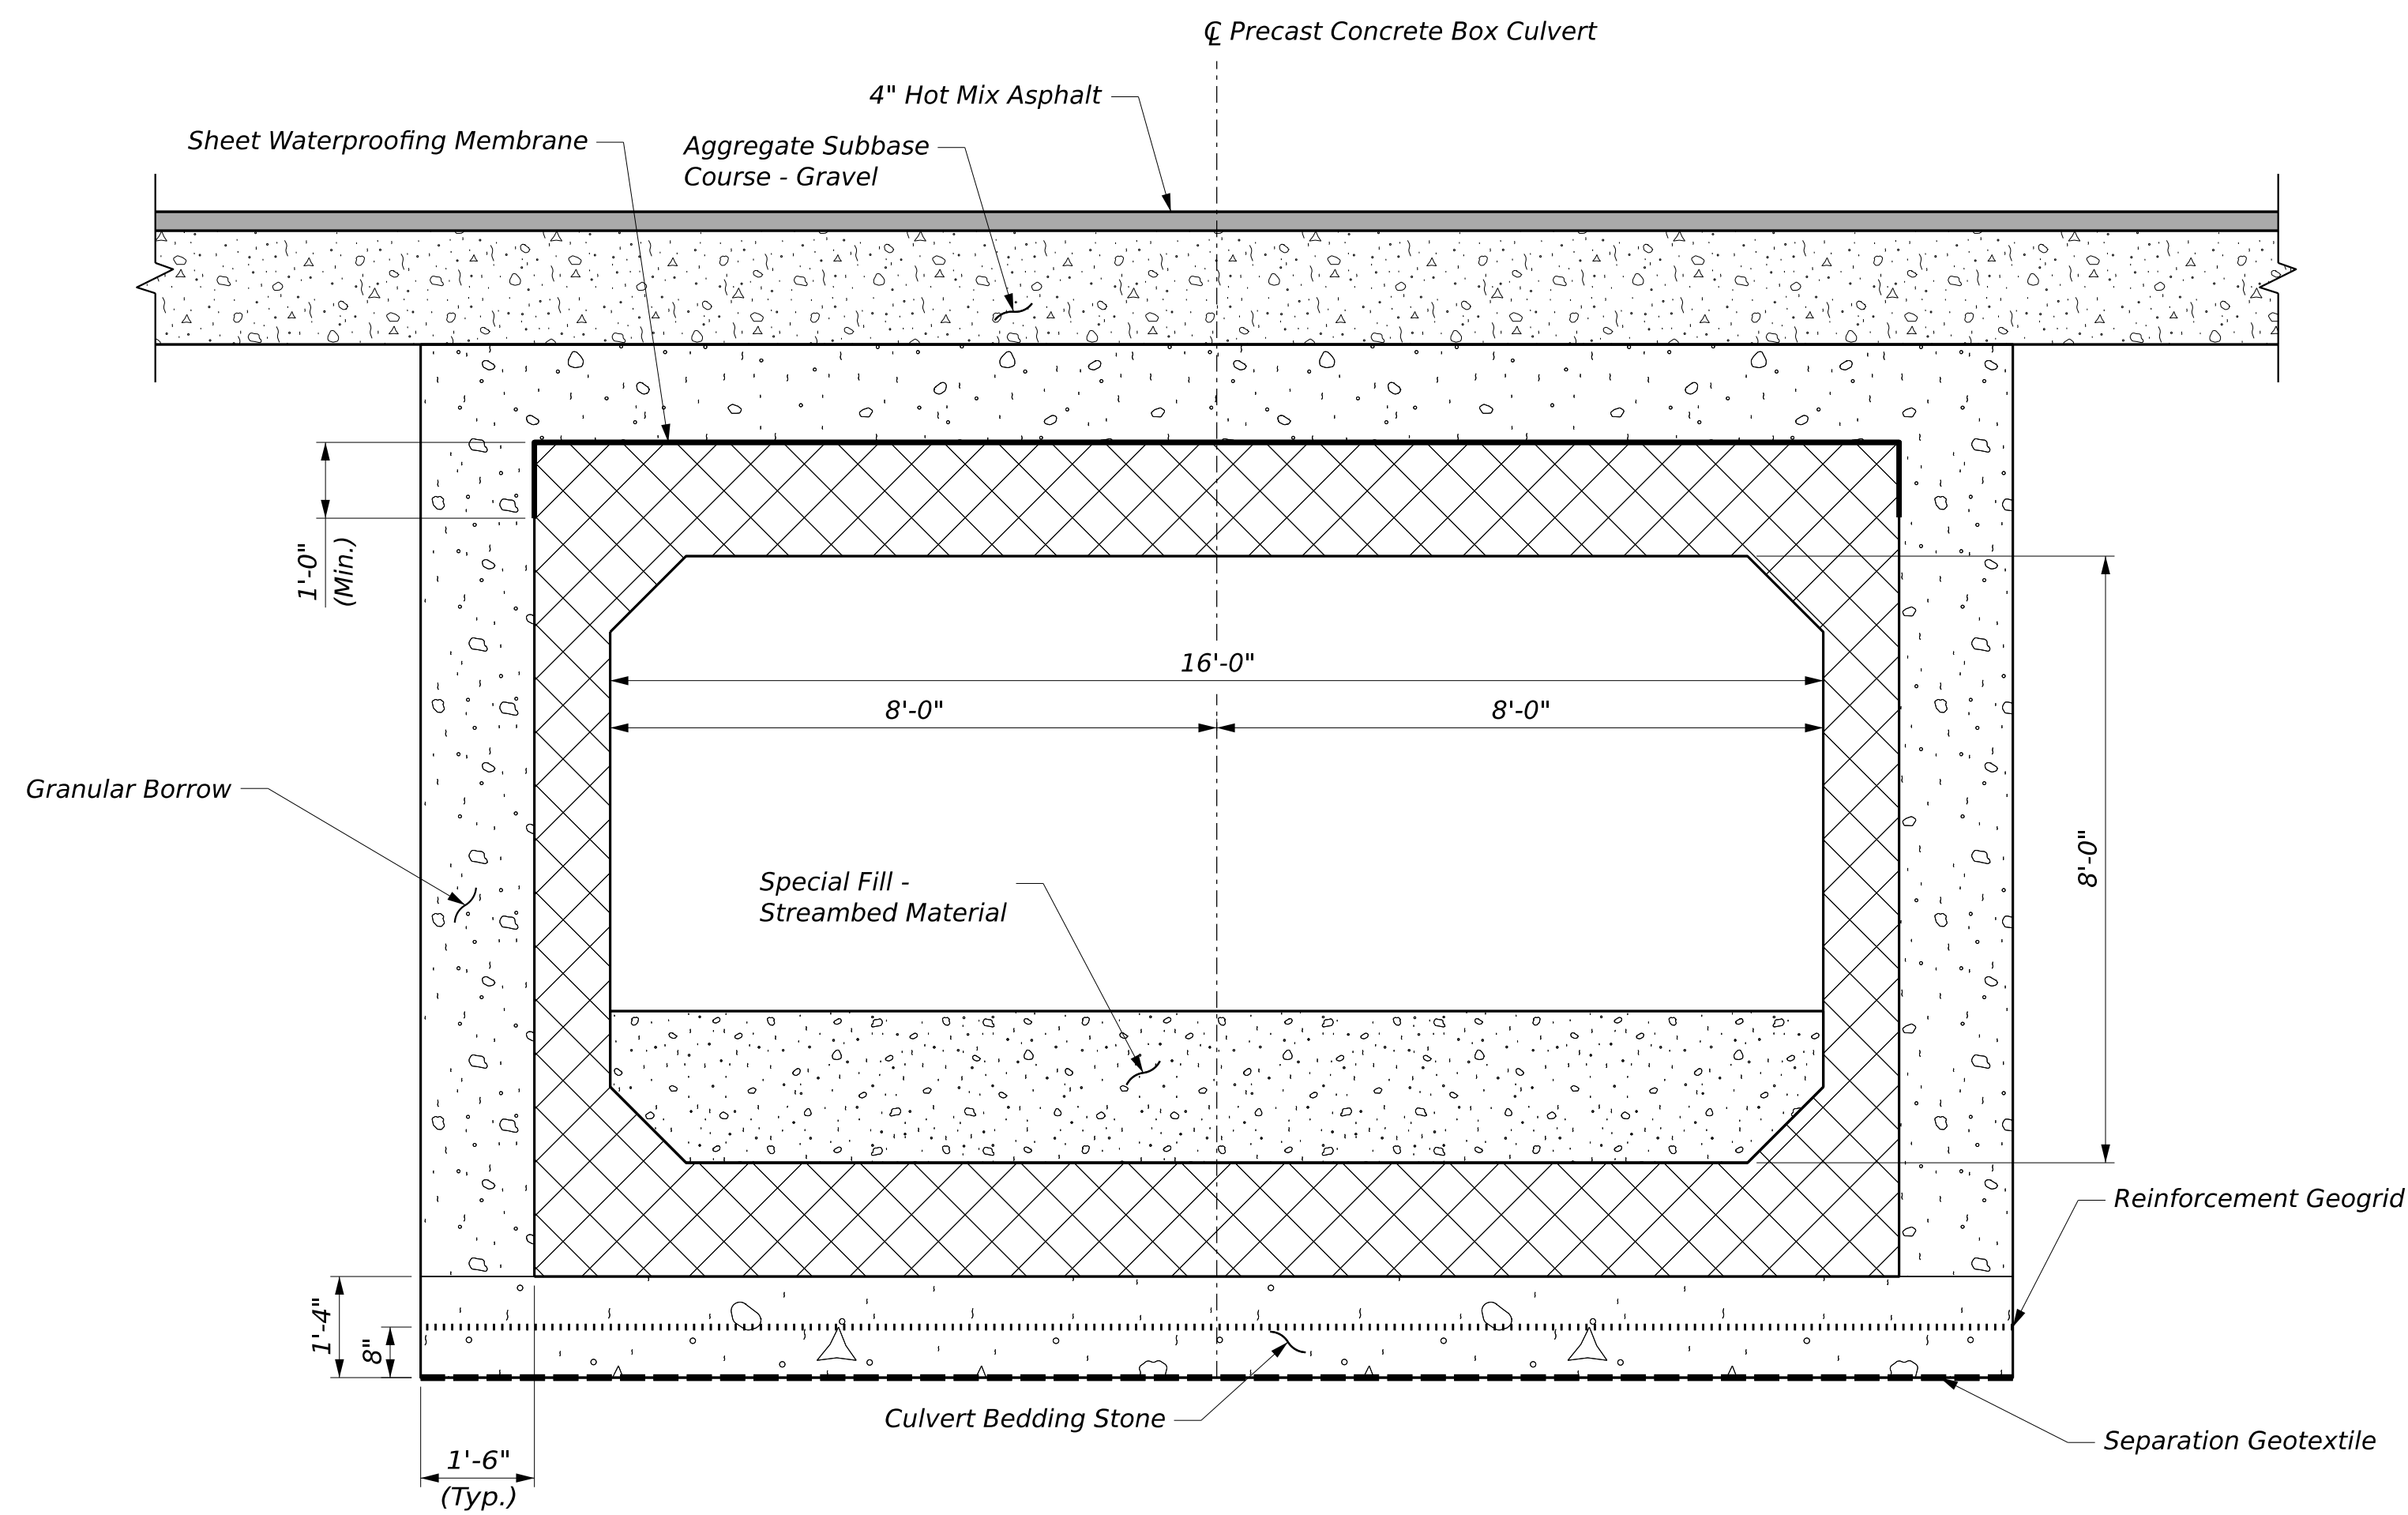 ℄ Precast Concrete Box Culvert
4" Hot Mix Asphalt
Sheet Waterproofing Membrane
Aggregate Subbase
Course - Gravel
1'-0"
(Min.)
16'-0"
8'-0"
8'-0"
Granular Borrow
8'-0"
Special Fill -
Streambed Material
Reinforcement Geogrid
1'-4"
8"
Culvert Bedding Stone
Separation Geotextile
1'-6"
(Typ.)